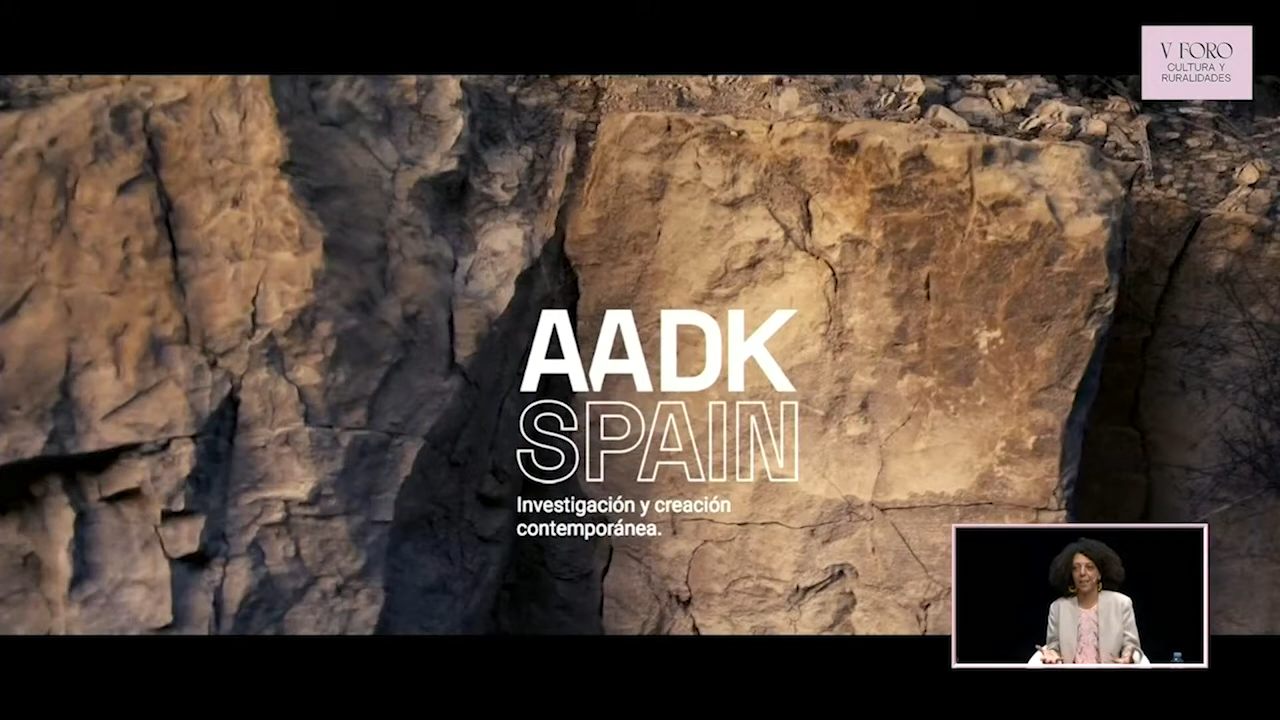 V FORO
CULTURA Y
RURALIDADES
AADK
SPAIN
Investigación y creación
contemporánea.